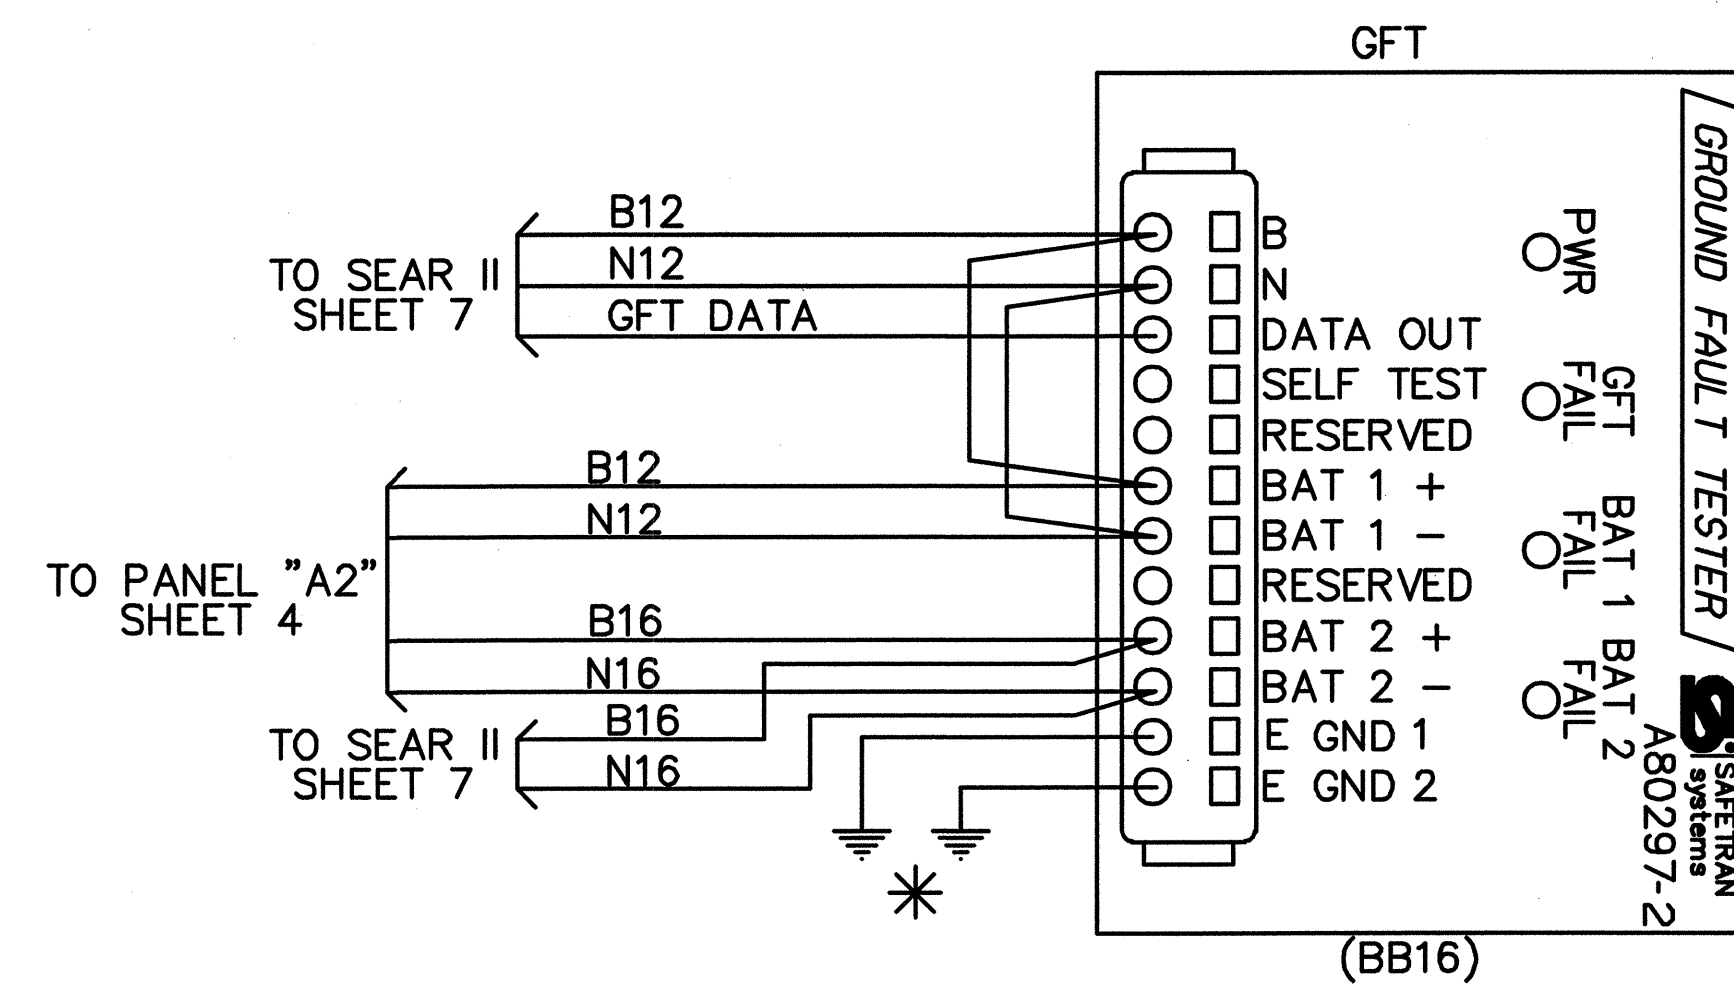 GFT
B12
N12
GFT DATA
TO SEAR II
SHEET 7
B12
N12
TO PANEL "A2"
SHEET 4
B16
N16
B16
N16
TO SEAR II
SHEET 7
B
N
DATA OUT
SELF TEST
RESERVED
BAT 1 +
BAT 1 -
RESERVED
BAT 2 +
BAT 2 -
E GND 1
E GND 2
PWR
GFT
FAIL
BAT 1
FAIL
BAT 2
FAIL
GROUND FAULT TESTER
SAFETRAN
systems
A80297-2
(BB16)
*